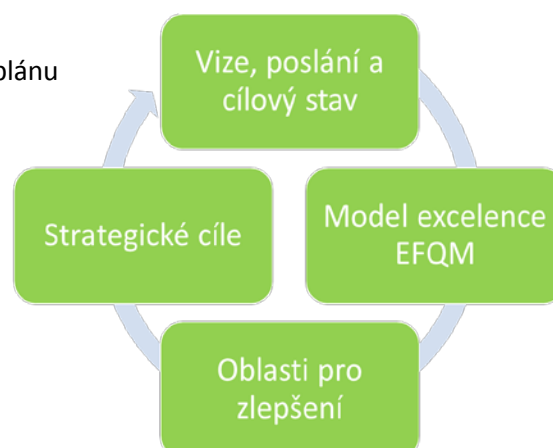 plánu
Vize, poslání a
cílový stav
Model excelence
EFQM
Oblasti pro
zlepšení
Strategické cíle